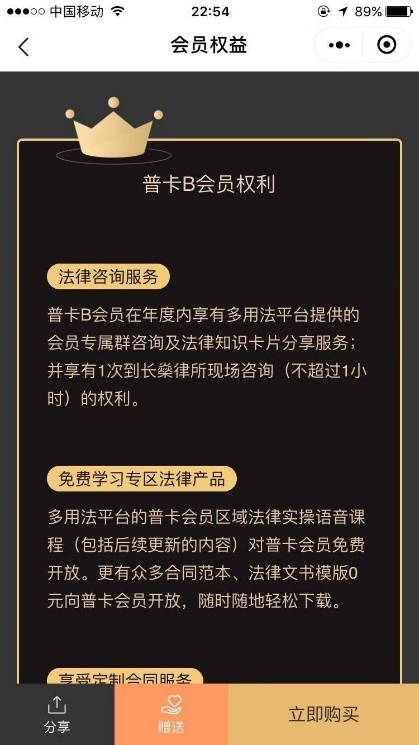 中国移动 22:54 89%
会员权益
普卡B会员权利
法律咨询服务
普卡B会员在年度内享有多用法平台提供的
会员专属群咨询及法律知识卡片分享服务；
并享有1次到长燊律所现场咨询（不超过1小
时）的权利。
免费学习专区法律产品
多用法平台的普卡会员区域法律实操语音课
程（包括后续更新的内容）对普卡会员免费
开放。更有众多合同范本、法律文书模版0
元向普卡会员开放，随时随地轻松下载。
享受定制合同服务
分享 赠送 立即购买